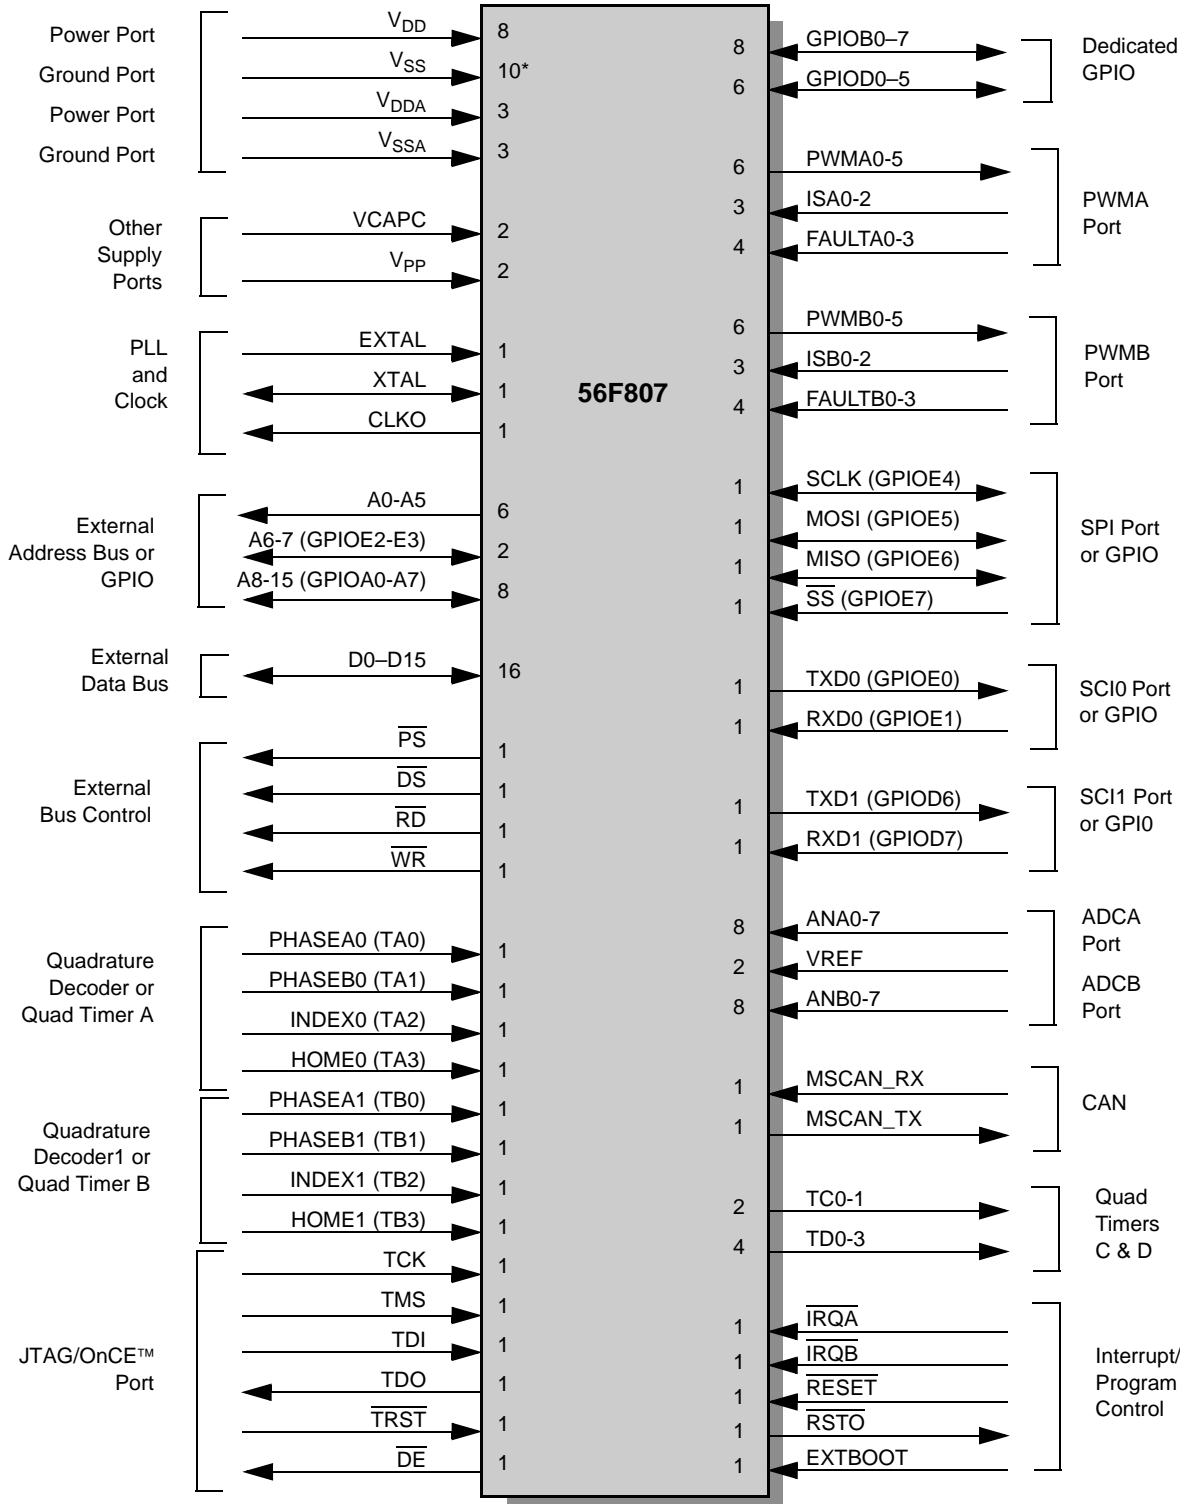 Power Port
V_DD
8
Ground Port
V_SS
10*
Power Port
V_DDA
3
Ground Port
V_SSA
3
Other
Supply
Ports
VCAPC
2
V_PP
2
PLL
and
Clock
EXTAL
1
XTAL
1
CLKO
1
External
Address Bus or
GPIO
A0-A5
6
A6-7 (GPIOE2-E3)
2
A8-15 (GPIOA0-A7)
8
External
Data Bus
D0–D15
16
External
Bus Control
PS
1
DS
1
RD
1
WR
1
Quadrature
Decoder or
Quad Timer A
PHASEA0 (TA0)
1
PHASEB0 (TA1)
1
INDEX0 (TA2)
1
HOME0 (TA3)
1
Quadrature
Decoder1 or
Quad Timer B
PHASEA1 (TB0)
1
PHASEB1 (TB1)
1
INDEX1 (TB2)
1
HOME1 (TB3)
1
JTAG/OnCE™
Port
TCK
1
TMS
1
TDI
1
TDO
1
TRST
1
DE
1
56F807
8
GPIOB0–7
6
GPIOD0–5
Dedicated
GPIO
6
PWMA0-5
3
ISA0-2
4
FAULTA0-3
PWMA
Port
6
PWMB0-5
3
ISB0-2
4
FAULTB0-3
PWMB
Port
1
SCLK (GPIOE4)
1
MOSI (GPIOE5)
1
MISO (GPIOE6)
1
SS (GPIOE7)
SPI Port
or GPIO
1
TXD0 (GPIOE0)
1
RXD0 (GPIOE1)
SCI0 Port
or GPIO
1
TXD1 (GPIOD6)
1
RXD1 (GPIOD7)
SCI1 Port
or GPI0
8
ANA0-7
2
VREF
8
ANB0-7
ADCA
Port
ADCB
Port
1
MSCAN_RX
1
MSCAN_TX
CAN
2
TC0-1
4
TD0-3
Quad
Timers
C & D
1
IRQA
1
IRQB
1
RESET
1
RSTO
1
EXTBOOT
Interrupt/
Program
Control